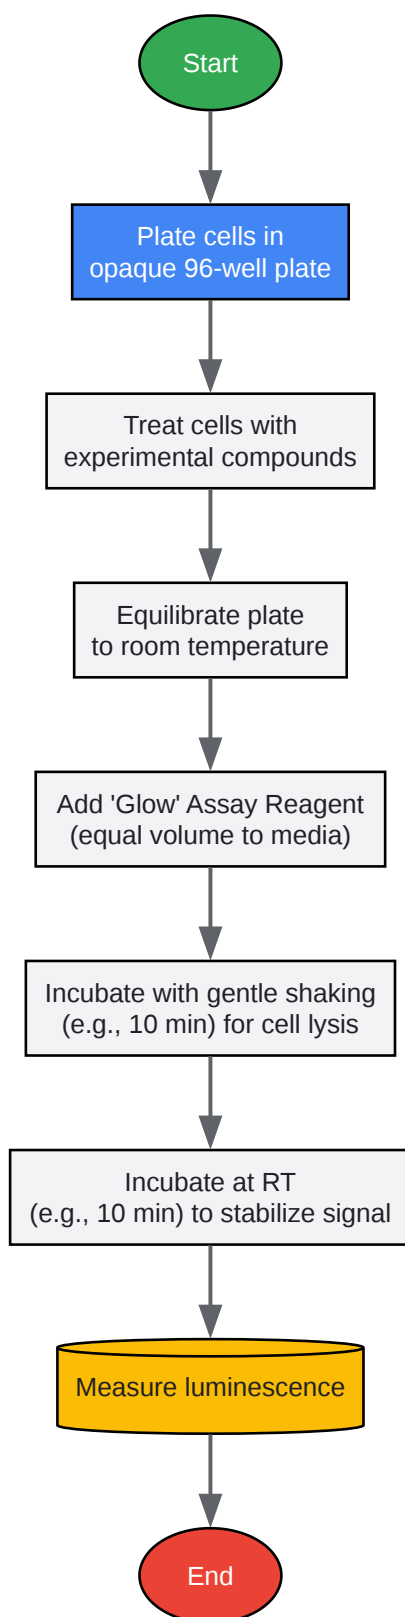 Start
Plate cells in
opaque 96-well plate
Treat cells with
experimental compounds
Equilibrate plate
to room temperature
Add 'Glow' Assay Reagent
(equal volume to media)
Incubate with gentle shaking
(e.g., 10 min) for cell lysis
Incubate at RT
(e.g., 10 min) to stabilize signal
Measure luminescence
End